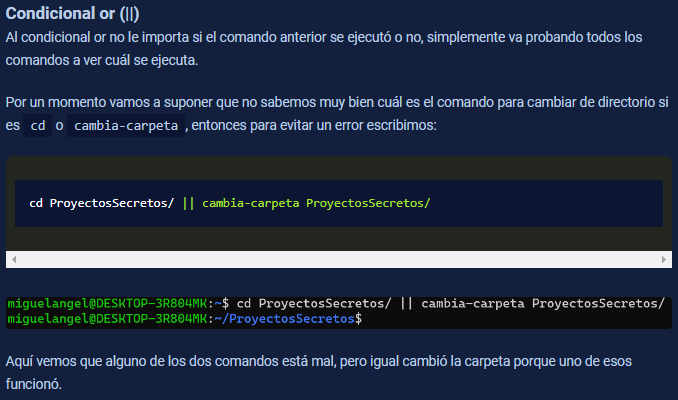 Condicional or (||)
Al condicional or no le importa si el comando anterior se ejecutó o no, simplemente va probando todos los
comandos a ver cuál se ejecuta.
Por un momento vamos a suponer que no sabemos muy bien cuál es el comando para cambiar de directorio si
es cd o cambia-carpeta, entonces para evitar un error escribimos:
cd ProyectosSecretos/ || cambia-carpeta ProyectosSecretos/
miguelangel@DESKTOP-3R804MK:~$ cd ProyectosSecretos/ || cambia-carpeta ProyectosSecretos/
miguelangel@DESKTOP-3R804MK:~/ProyectosSecretos$
Aquí vemos que alguno de los dos comandos está mal, pero igual cambió la carpeta porque uno de esos
funcionó.